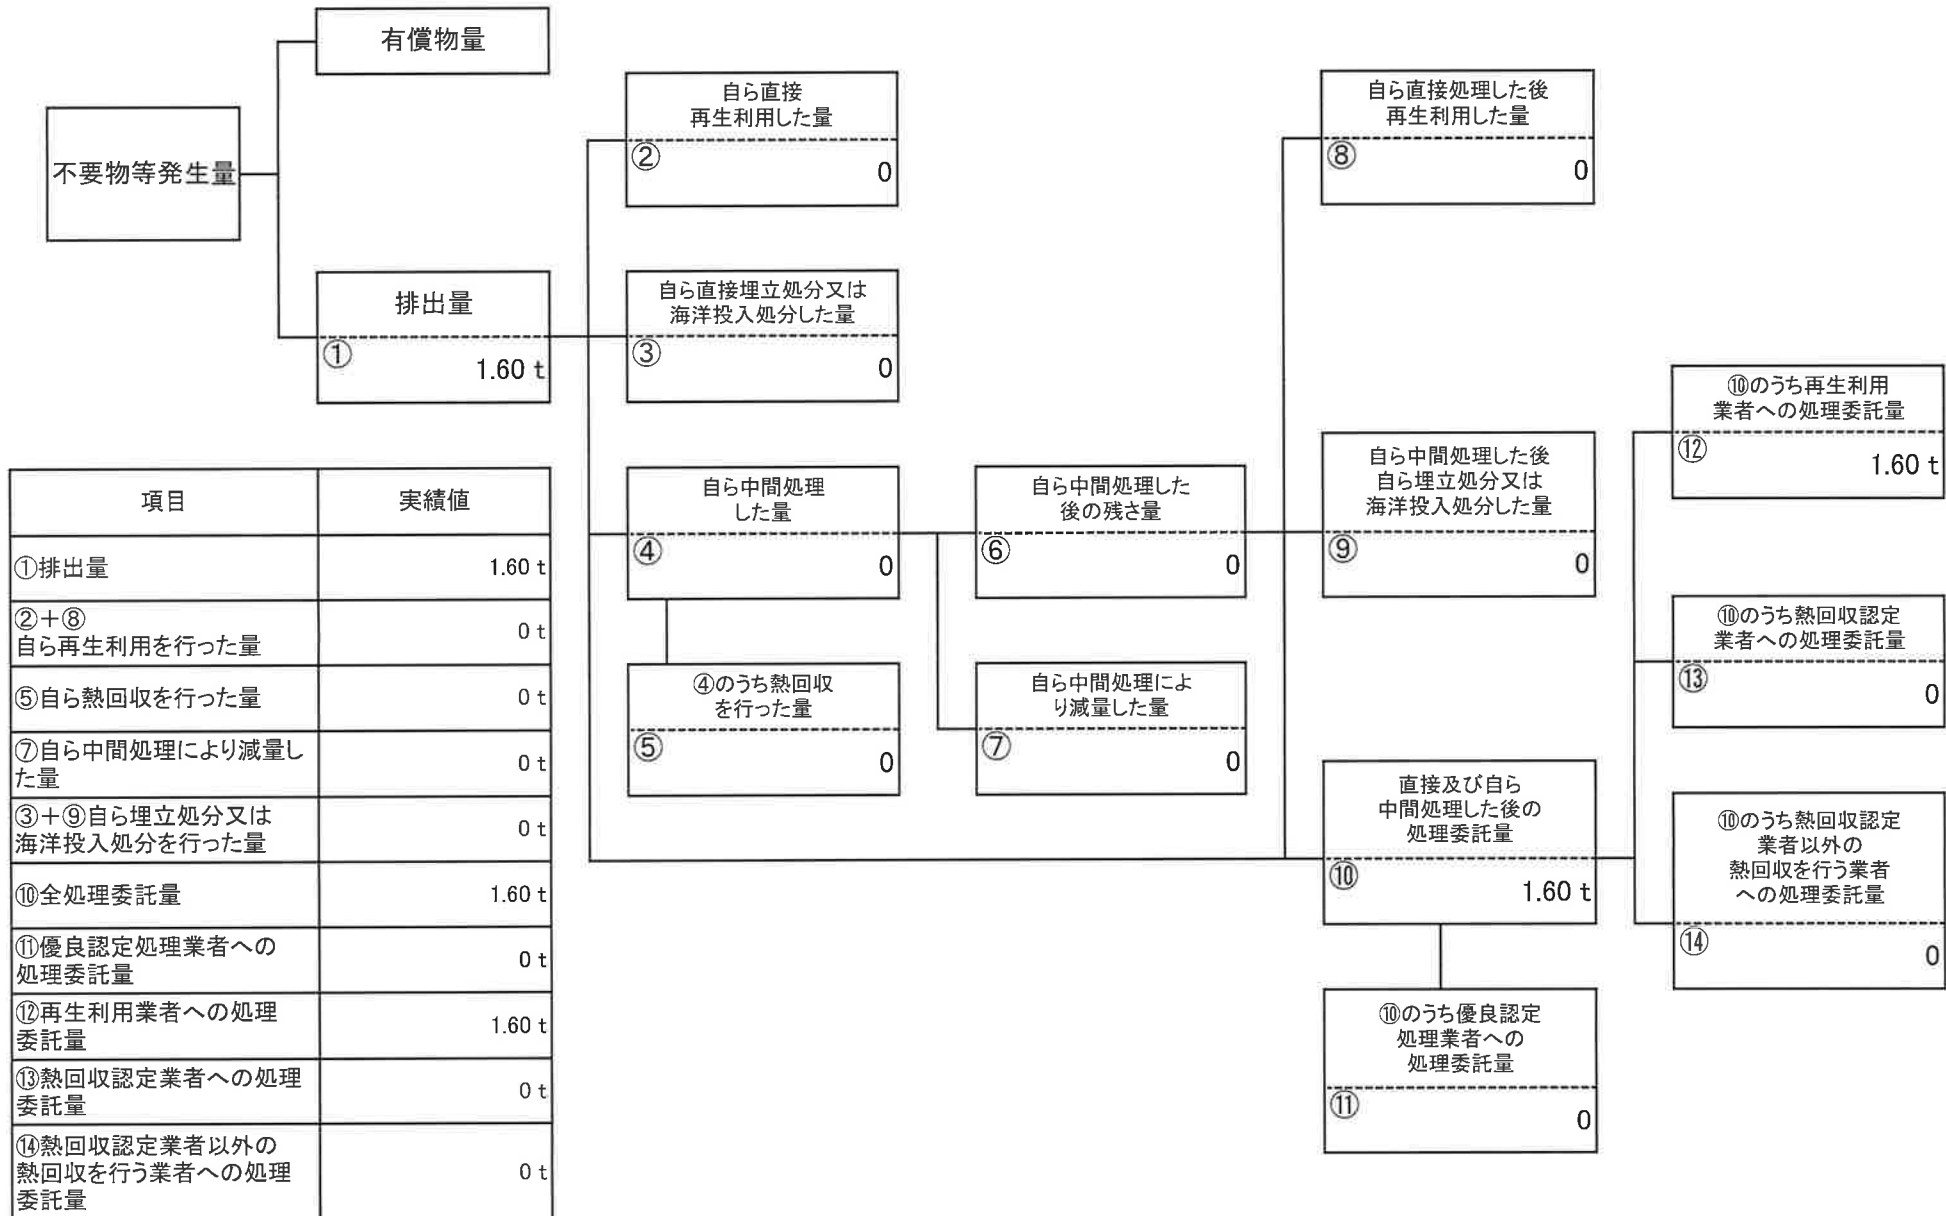 有償物量
不要物等発生量
排出量
①
1.60 t
自ら直接
再生利用した量
②
0
自ら直接埋立処分又は
海洋投入処分した量
③
0
自ら中間処理
した量
④
0
④のうち熱回収
を行った量
⑤
0
自ら中間処理した
後の残さ量
⑥
0
自ら中間処理によ
り減量した量
⑦
0
自ら直接処理した後
再生利用した量
⑧
0
自ら中間処理した後
自ら埋立処分又は
海洋投入処分した量
⑨
0
直接及び自ら
中間処理した後の
処理委託量
⑩
1.60 t
⑩のうち優良認定
処理業者への
処理委託量
⑪
0
⑩のうち再生利用
業者への処理委託量
⑫
1.60 t
⑩のうち熱回収認定
業者への処理委託量
⑬
0
⑩のうち熱回収認定
業者以外の
熱回収を行う業者
への処理委託量
⑭
0
項目 実績値
①排出量 1.60 t
②＋⑧
自ら再生利用を行った量 0 t
⑤自ら熱回収を行った量 0 t
⑦自ら中間処理により減量し
た量 0 t
③＋⑨自ら埋立処分又は
海洋投入処分を行った量 0 t
⑩全処理委託量 1.60 t
⑪優良認定処理業者への
処理委託量 0 t
⑫再生利用業者への処理
委託量 1.60 t
⑬熱回収認定業者への処理
委託量 0 t
⑭熱回収認定業者以外の
熱回収を行う業者への処理
委託量 0 t